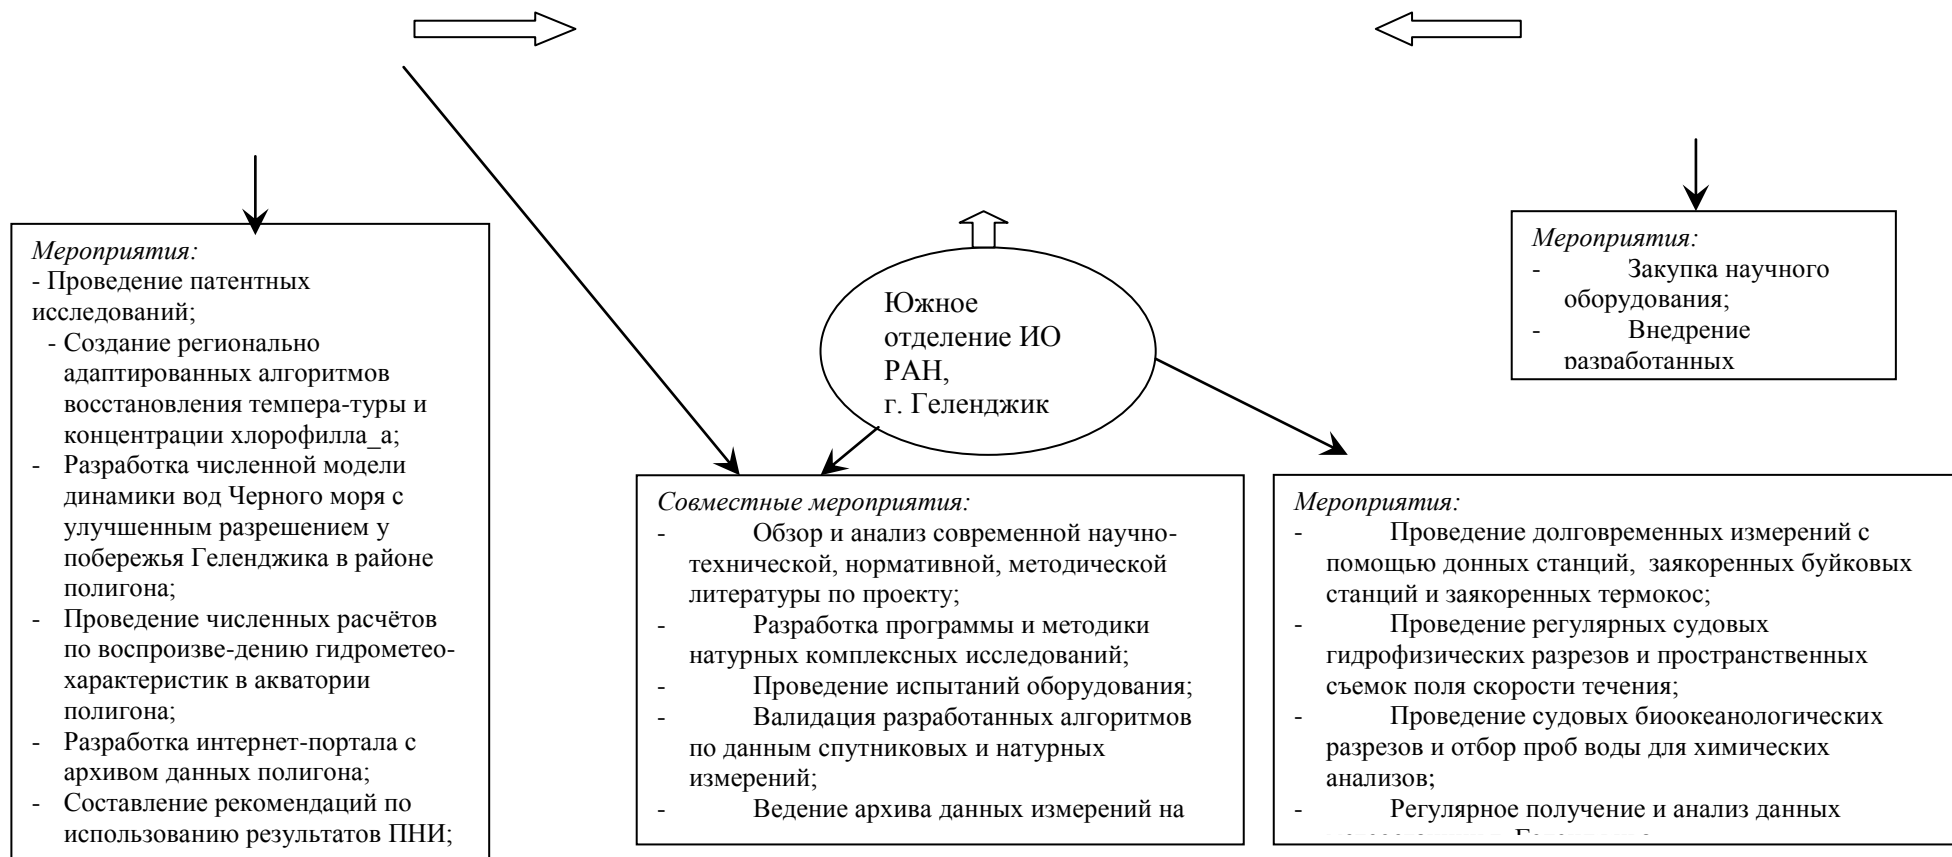 Мероприятия:
- Проведение патентных
исследований;
- Создание регионально
адаптированных алгоритмов
восстановления темпера-туры и
концентрации хлорофилла_а;
- Разработка численной модели
динамики вод Черного моря с
улучшенным разрешением у
побережья Геленджика в районе
полигона;
- Проведение численных расчётов
по воспроизве-дению гидрометео-
характеристик в акватории
полигона;
- Разработка интернет-портала с
архивом данных полигона;
- Составление рекомендаций по
использованию результатов ПНИ;
Южное
отделение ИО
РАН,
г. Геленджик
Мероприятия:
- Закупка научного
оборудования;
- Внедрение
разработанных
Совместные мероприятия:
- Обзор и анализ современной научно-
технической, нормативной, методической
литературы по проекту;
- Разработка программы и методики
натурных комплексных исследований;
- Проведение испытаний оборудования;
- Валидация разработанных алгоритмов
по данным спутниковых и натурных
измерений;
- Ведение архива данных измерений на
Мероприятия:
- Проведение долговременных измерений с
помощью донных станций, заякоренных буйковых
станций и заякоренных термокос;
- Проведение регулярных судовых
гидрофизических разрезов и пространственных
съемок поля скорости течения;
- Проведение судовых биоокеанологических
разрезов и отбор проб воды для химических
анализов;
- Регулярное получение и анализ данных